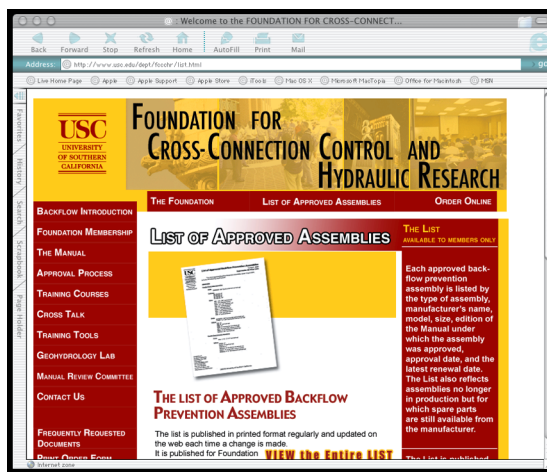 : Welcome to the FOUNDATION FOR CROSS-CONNECT...
Back Forward Stop Refresh Home AutoFill Print Mail
Address: http://www.usc.edu/dept/fccchr/list.html go
Live Home Page Apple Apple Support Apple Store iTools Mac OS X Microsoft MacTopia Office for Macintosh MSN
Favorites
History
Search
Scrapbook
Page Holder
USC
UNIVERSITY
OF SOUTHERN
CALIFORNIA
FOUNDATION FOR
CROSS-CONNECTION CONTROL AND
HYDRAULIC RESEARCH
THE FOUNDATION LIST OF APPROVED ASSEMBLIES ORDER ONLINE
BACKFLOW INTRODUCTION
FOUNDATION MEMBERSHIP
THE MANUAL
APPROVAL PROCESS
TRAINING COURSES
CROSS TALK
TRAINING TOOLS
GEOHYDROLOGY LAB
MANUAL REVIEW COMMITTEE
CONTACT US
FREQUENTLY REQUESTED
DOCUMENTS
PRINT ORDER FORM
LIST OF APPROVED ASSEMBLIES
USC
THE LIST OF APPROVED BACKFLOW
PREVENTION ASSEMBLIES
The list is published in printed format regularly and updated on
the web each time a change is made.
It is published for Foundation VIEW the Entire LIST
THE LIST
AVAILABLE TO MEMBERS ONLY
Each approved back-
flow prevention
assembly is listed by
the type of assembly,
manufacturer's name,
model, size, edition of
the Manual under
which the assembly
was approved,
approval date, and the
latest renewal date.
The List also reflects
assemblies no longer
in production but for
which spare parts
are still available from
the manufacturer.
The List is published
Internet zone